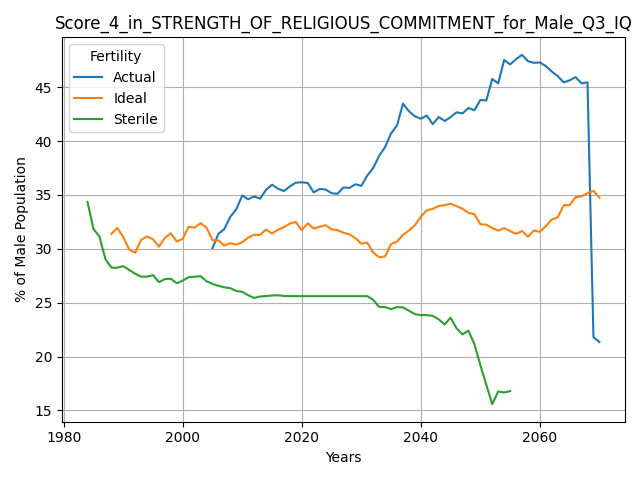 Score_4_in_STRENGTH_OF_RELIGIOUS_COMMITMENT_for_Male_Q3_IQ
Fertility
Actual
Ideal
Sterile
% of Male Population
45
40
35
30
25
20
15
1980
2000
2020
2040
2060
Years